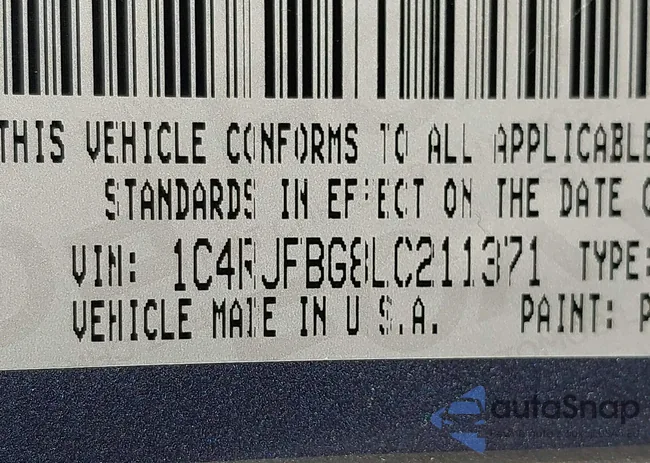 THIS VEHICLE CONFORMS TO ALL APPLICABLE
STANDARDS IN EFFECT ON THE DATE
VIN: 1C4RJFBG8LC211371 TYPE:
VEHICLE MADE IN U.S.A. PAINT: P
autoSnap